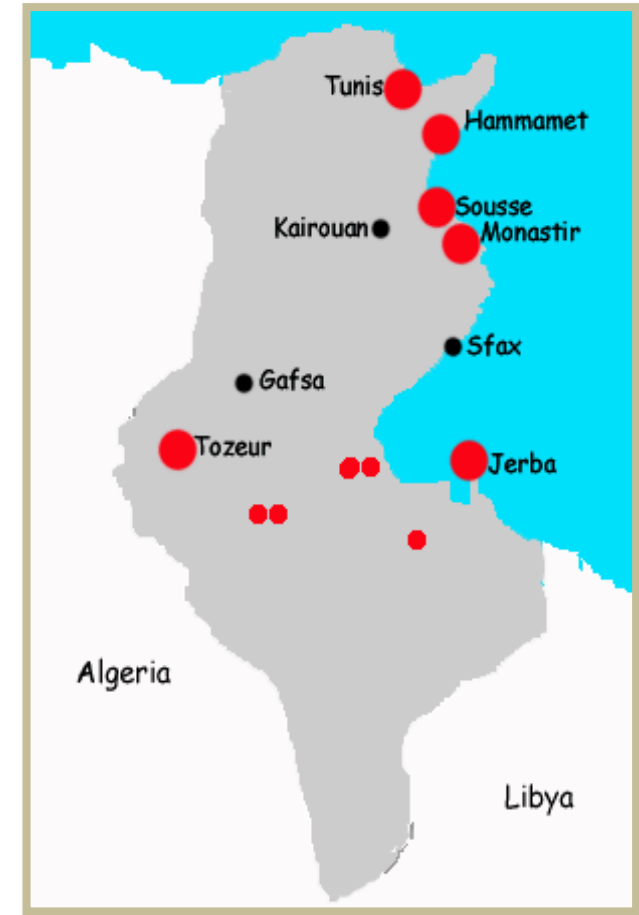 Tunis
Hammamet
Sousse
Kairouan
Monastir
Sfax
Gafsa
Tozeur
Jerba
Algeria
Libya